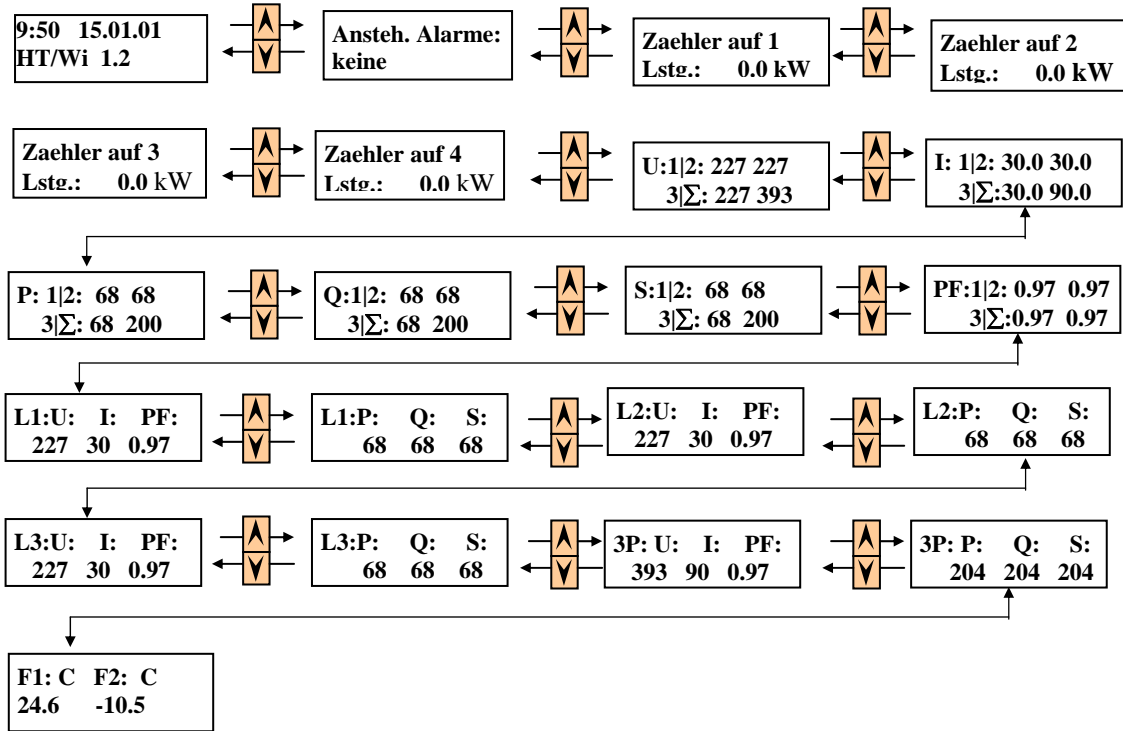 9:50 15.01.01
HT/Wi 1.2
Ansteh. Alarme:
keine
Zaehler auf 1
Lstg.: 0.0 kW
Zaehler auf 2
Lstg.: 0.0 kW
Zaehler auf 3
Lstg.: 0.0 kW
Zaehler auf 4
Lstg.: 0.0 kW
U:1|2: 227 227
3|∑: 227 393
I: 1|2: 30.0 30.0
3|∑:30.0 90.0
P: 1|2: 68 68
3|∑: 68 200
Q:1|2: 68 68
3|∑: 68 200
S:1|2: 68 68
3|∑: 68 200
PF:1|2: 0.97 0.97
3|∑:0.97 0.97
L1:U: I: PF:
227 30 0.97
L1:P: Q: S:
68 68 68
L2:U: I: PF:
227 30 0.97
L2:P: Q: S:
68 68 68
L3:U: I: PF:
227 30 0.97
L3:P: Q: S:
68 68 68
3P: U: I: PF:
393 90 0.97
3P: P: Q: S:
204 204 204
F1: C F2: C
24.6 -10.5